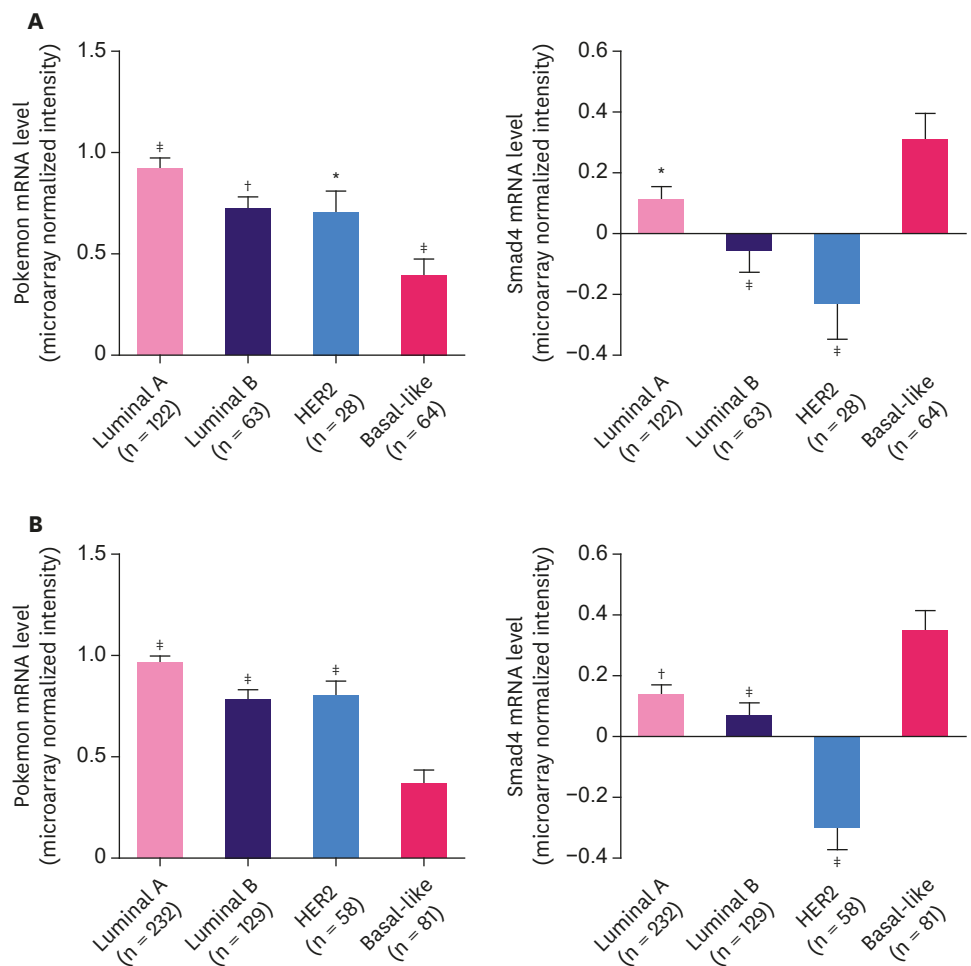 A
Pokemon mRNA level
(microarray normalized intensity)
1.5
1.0
0.5
0
‡
†
*
‡
Luminal A
(n = 122)
Luminal B
(n = 63)
HER2
(n = 28)
Basal-like
(n = 64)
Smad4 mRNA level
(microarray normalized intensity)
0.6
0.4
0.2
0
−0.2
−0.4
*
‡
‡
Luminal A
(n = 122)
Luminal B
(n = 63)
HER2
(n = 28)
Basal-like
(n = 64)
B
Pokemon mRNA level
(microarray normalized intensity)
1.5
1.0
0.5
0
‡
‡
‡
Luminal A
(n = 232)
Luminal B
(n = 129)
HER2
(n = 58)
Basal-like
(n = 81)
Smad4 mRNA level
(microarray normalized intensity)
0.6
0.4
0.2
0
−0.2
−0.4
†
‡
‡
Luminal A
(n = 232)
Luminal B
(n = 129)
HER2
(n = 58)
Basal-like
(n = 81)